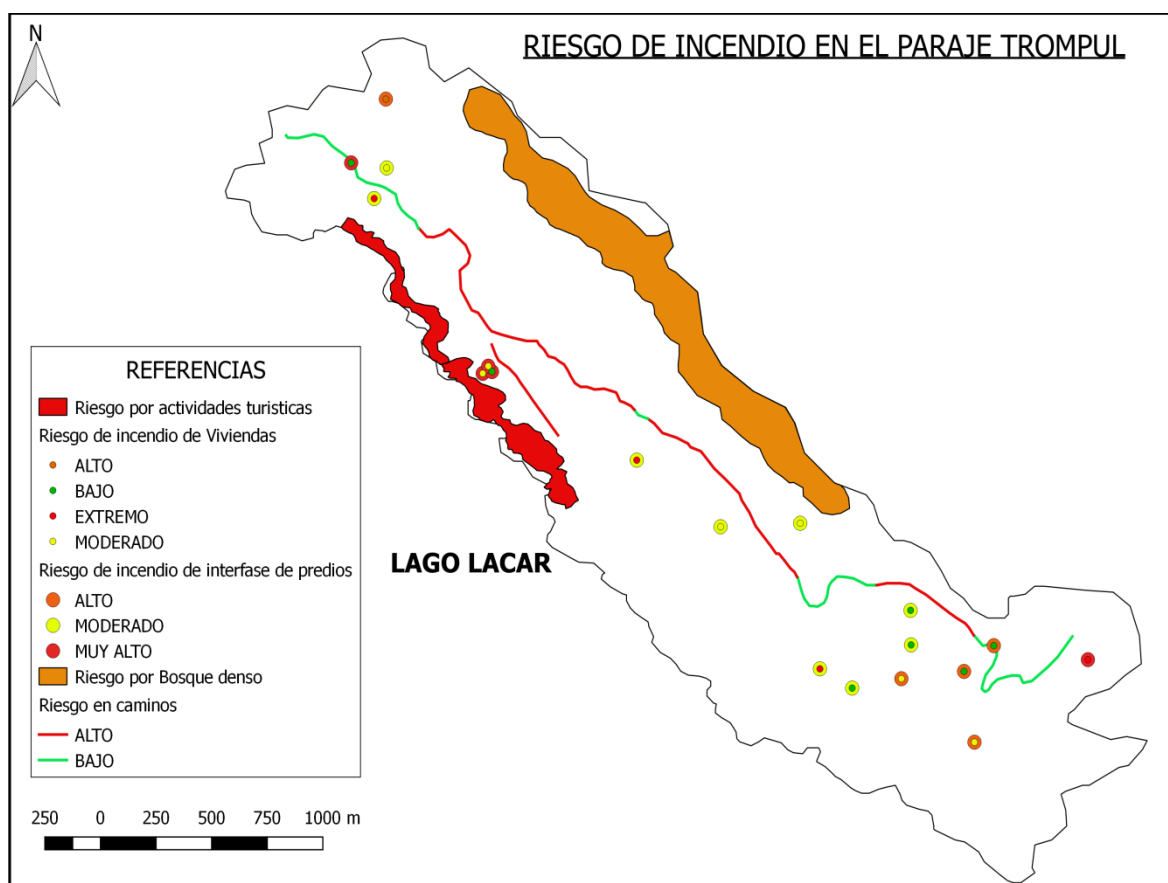 N
RIESGO DE INCENDIO EN EL PARAJE TROMPUL
REFERENCIAS
Riesgo por actividades turisticas
Riesgo de incendio de Viviendas
ALTO
BAJO
EXTREMO
MODERADO
Riesgo de incendio de interfase de predios
ALTO
MODERADO
MUY ALTO
Riesgo por Bosque denso
Riesgo en caminos
ALTO
BAJO
LAGO LACAR
250 0 250 500 750 1000 m